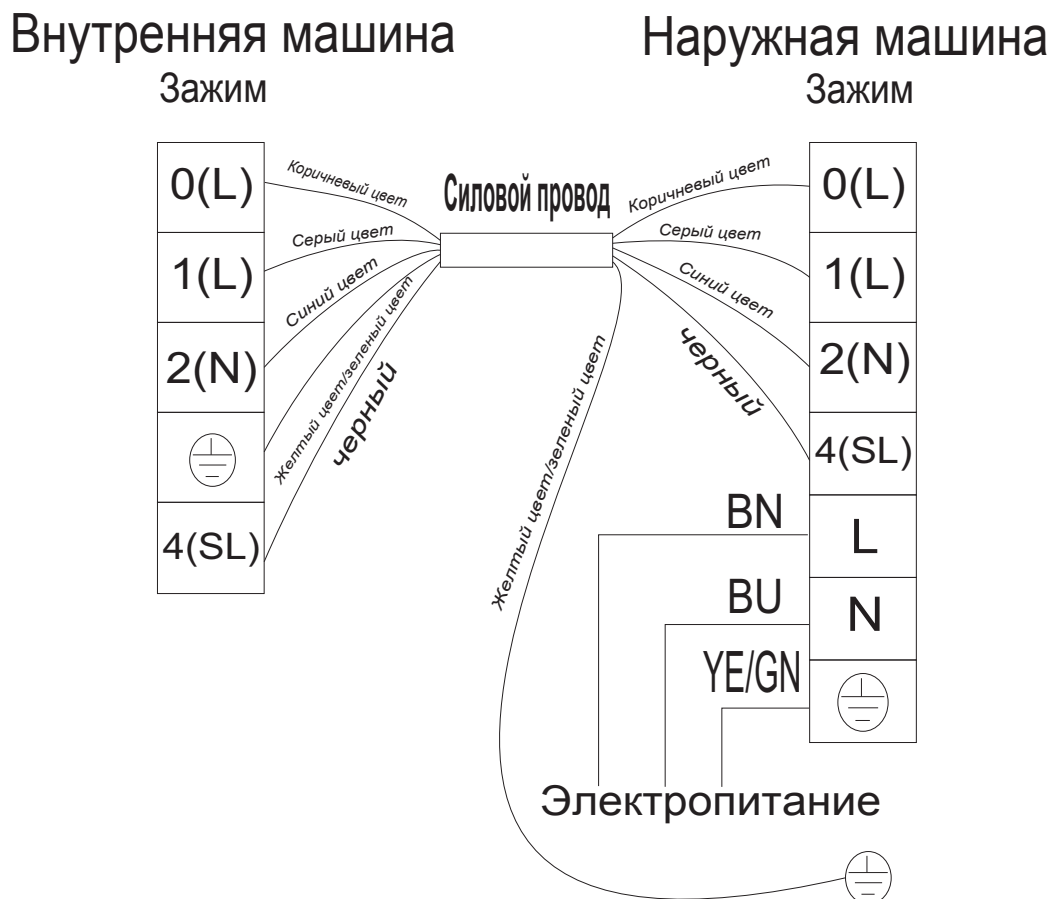 Внутренняя машина
Зажим
0(L)
1(L)
2(N)
4(SL)
Коричневый цвет
Серый цвет
Синий цвет
Желтый цвет/зеленый цвет
черный
Силовой провод
Наружная машина
Зажим
Коричневый цвет
Серый цвет
Синий цвет
черный
Желтый цвет/зеленый цвет
0(L)
1(L)
2(N)
4(SL)
BN
L
BU
N
YE/GN
Электропитание